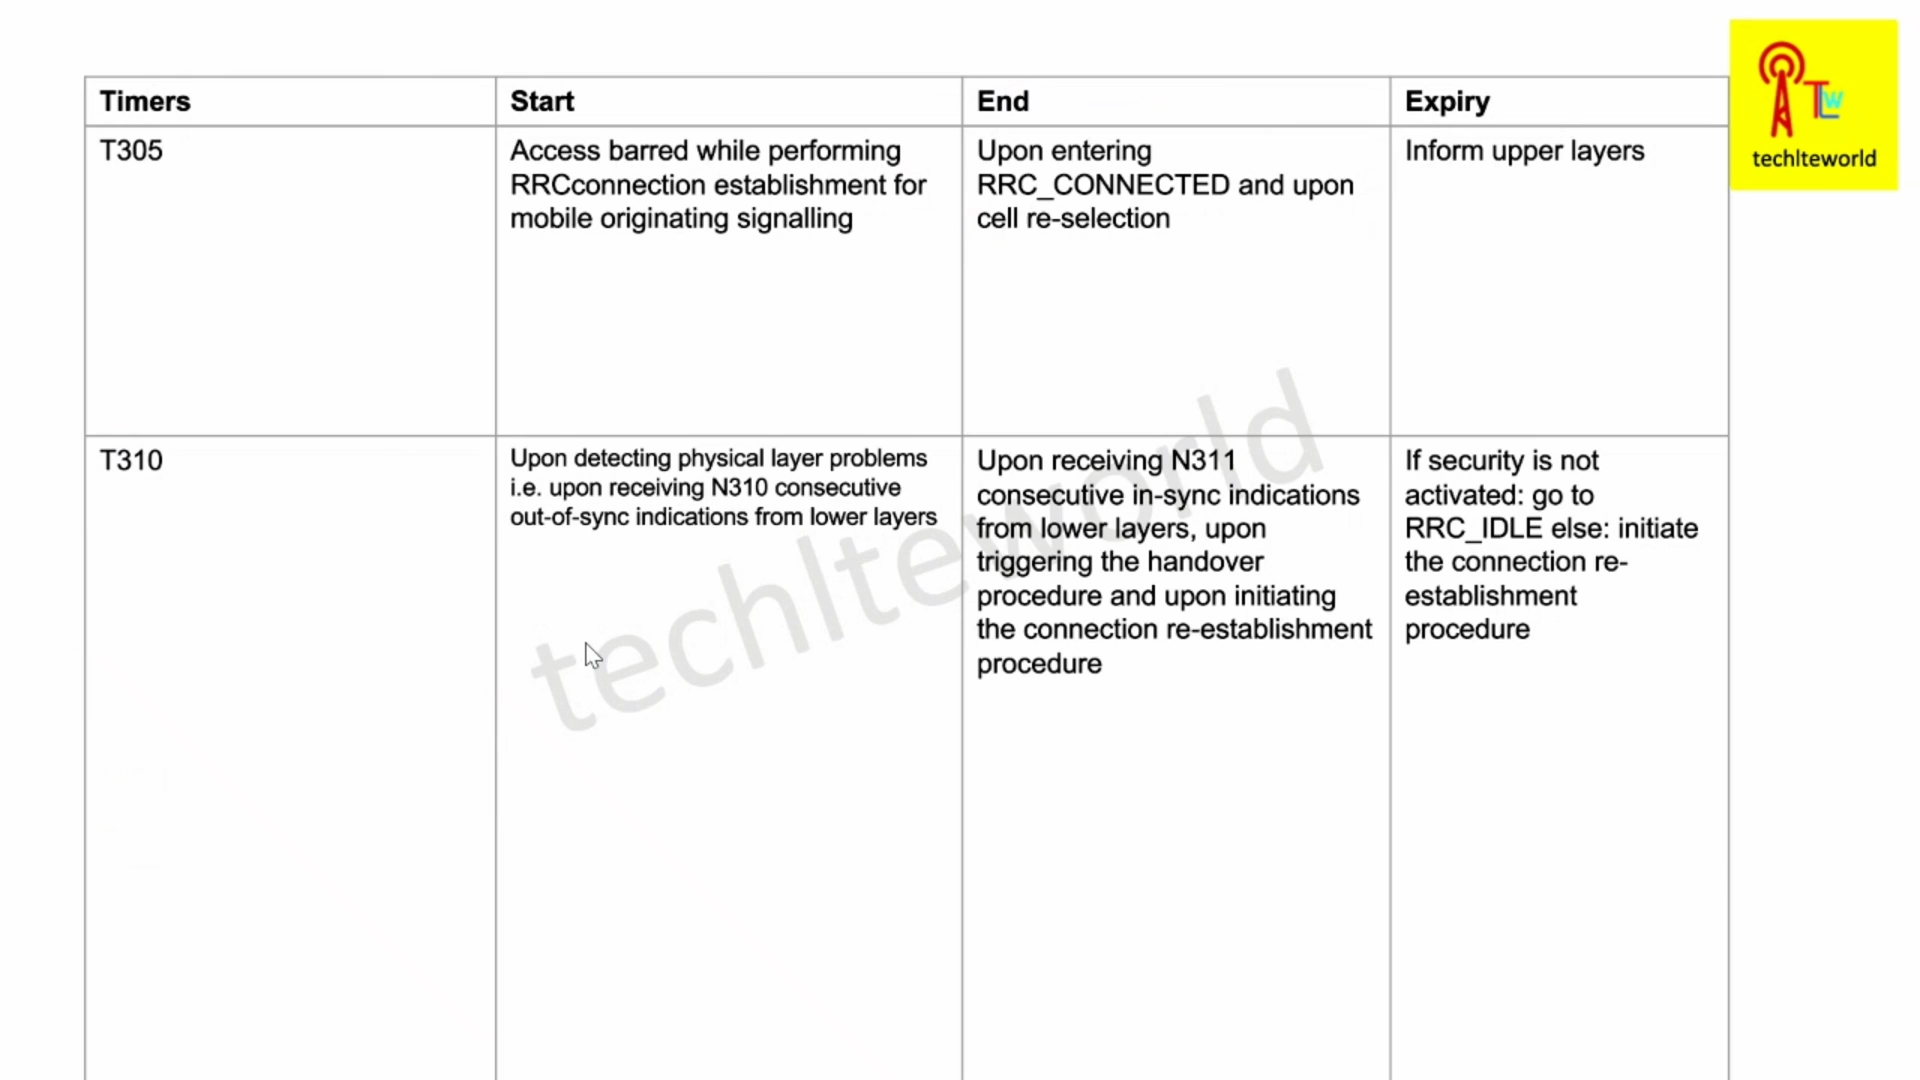 Timers
Start
End
Expiry
T305
Access barred while performing
RRCconnection establishment for
mobile originating signalling
Upon entering
RRC_CONNECTED and upon
cell re-selection
Inform upper layers
T310
Upon detecting physical layer problems
i.e. upon receiving N310 consecutive
out-of-sync indications from lower layers
Upon receiving N311
consecutive in-sync indications
from lower layers, upon
triggering the handover
procedure and upon initiating
the connection re-establishment
procedure
If security is not
activated: go to
RRC_IDLE else: initiate
the connection re-
establishment
procedure
TLW
techlteworld
techlteworld